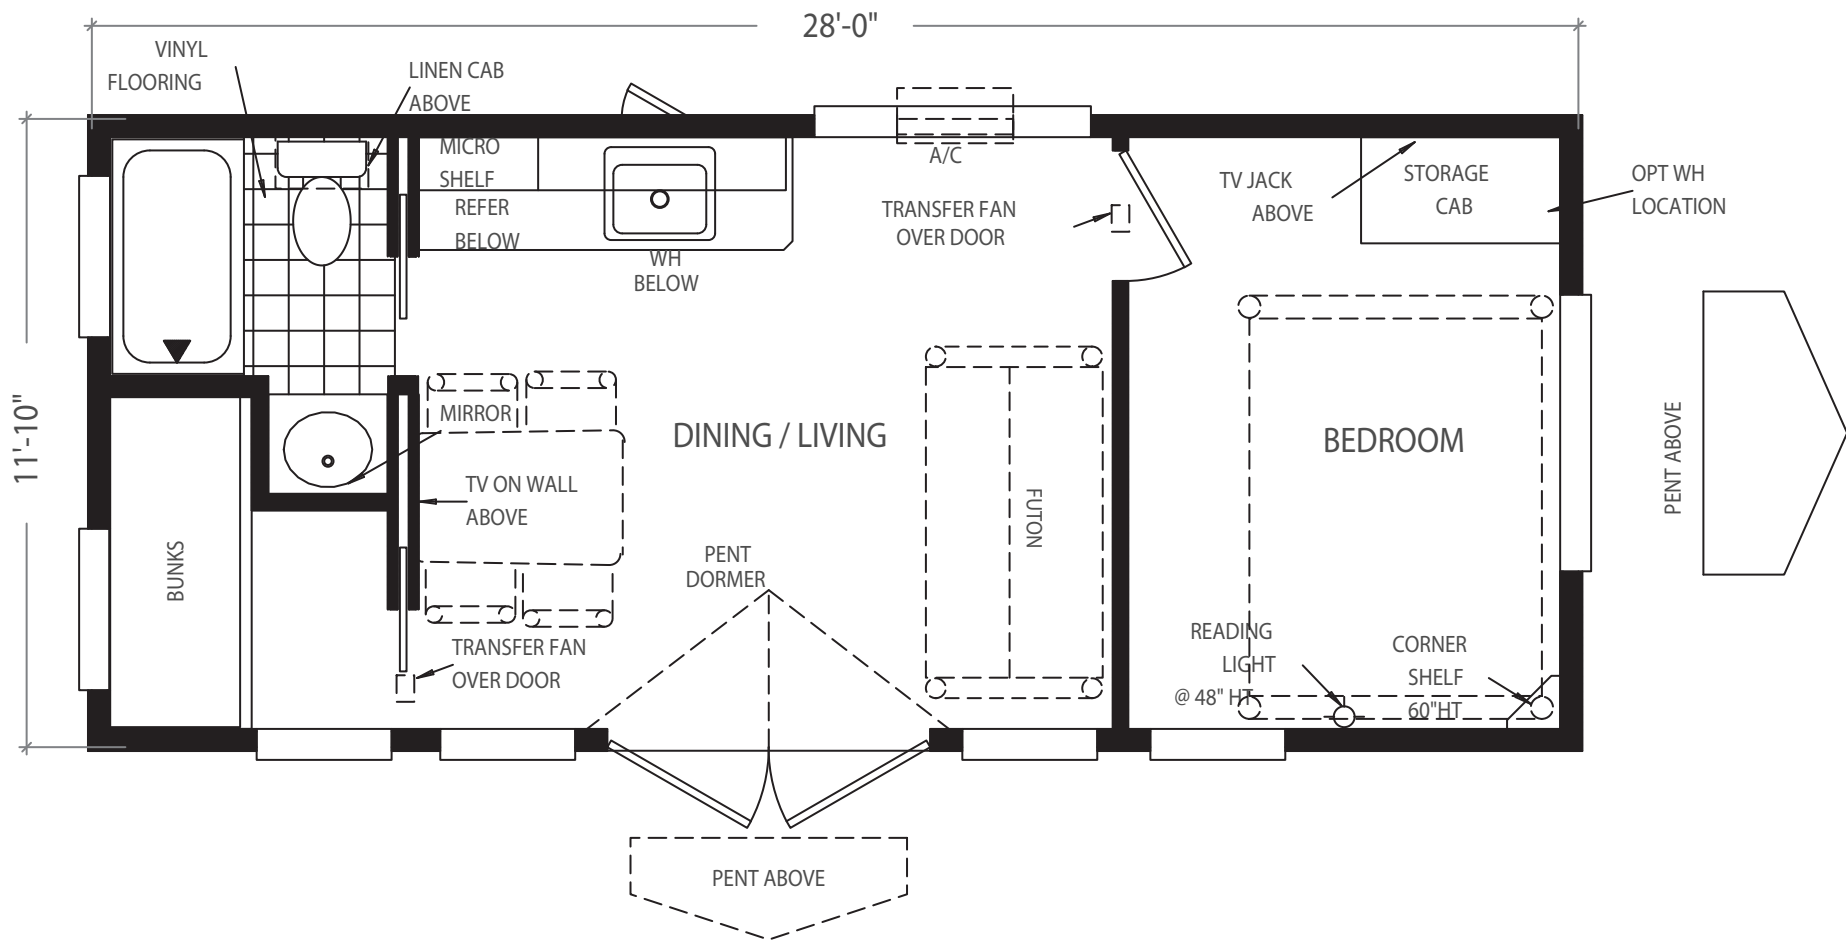 28'-0"
VINYL
FLOORING
LINEN CAB
ABOVE
MICRO
SHELF
REFER
BELOW
WH
BELOW
A/C
TRANSFER FAN
OVER DOOR
TV JACK
ABOVE
STORAGE
CAB
OPT WH
LOCATION
11'-10"
MIRROR
DINING / LIVING
BEDROOM
PENT ABOVE
TV ON WALL
ABOVE
FUTON
BUNKS
PENT
DORMER
TRANSFER FAN
OVER DOOR
READING
LIGHT
@ 48" HT
CORNER
SHELF
60"HT
PENT ABOVE